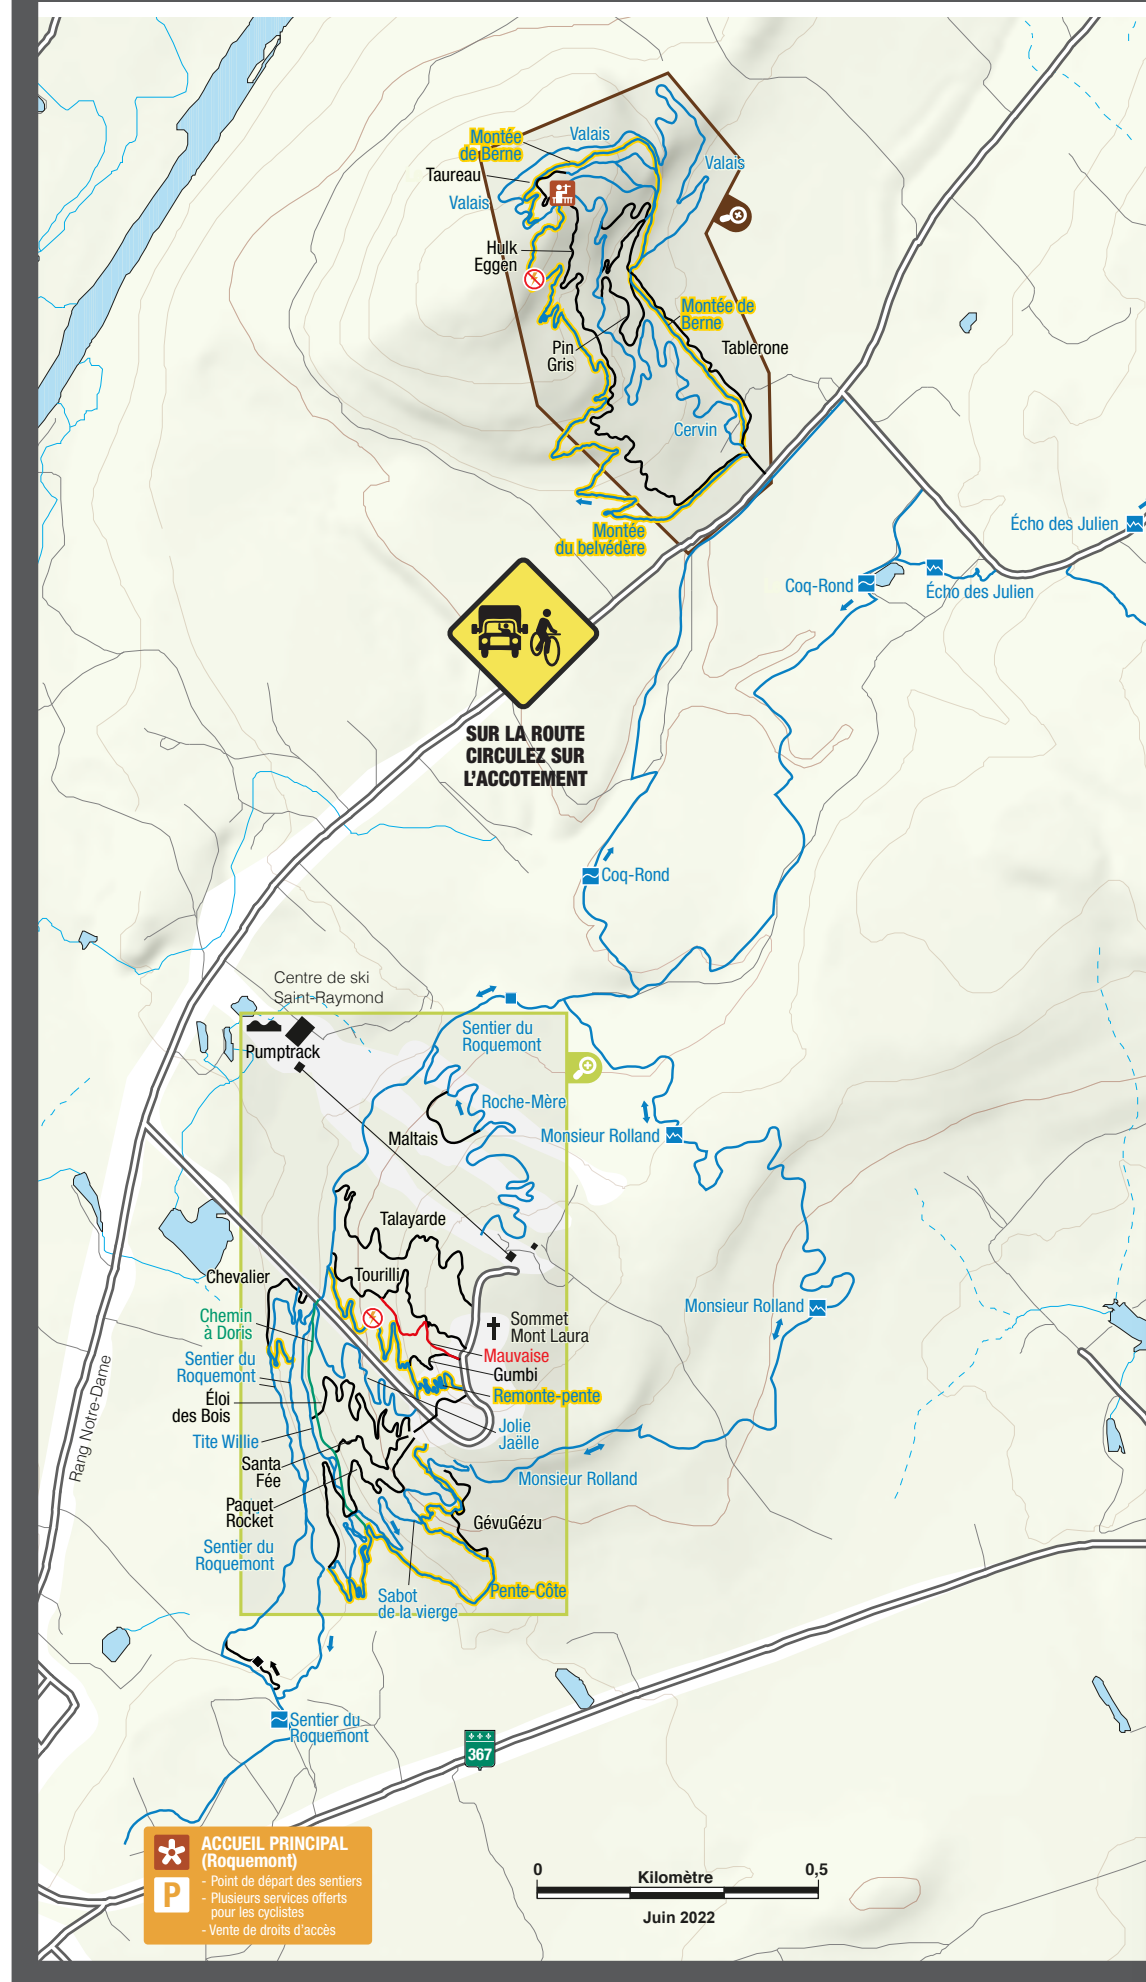 Montée
de Berne
Valais
Valais
Taureau
Valais
Hulk
Eggen
Montée de
Berne
Pin
Gris
Tablerone
Cervin
Montée
du belvédère
Écho des Julien
Coq-Rond
Écho des Julien
SUR LA ROUTE
CIRCULEZ SUR
L'ACCOTEMENT
Coq-Rond
Centre de ski
Saint-Raymond
Pumptrack
Sentier du
Roquemont
Roche-Mère
Maltais
Monsieur Rolland
Talayarde
Tourilli
Chevalier
Chemin
à Doris
Sommet
Mont Laura
Monsieur Rolland
Mauvaise
Gumbi
Remonte-pente
Sentier du
Roquemont
Éloi
des Bois
Tite Willie
Jolie
Jaëlle
Santa
Fée
Monsieur Rolland
Paquet
Rocket
GévuGézu
Sentier du
Roquemont
Pente-Côte
Sabot
de la vierge
Rang Notre-Dame
Sentier du
Roquemont
367
ACCUEIL PRINCIPAL
(Roquemont)
P
- Point de départ des sentiers
- Plusieurs services offerts
pour les cyclistes
- Vente de droits d'accès
0 Kilomètre 0,5
Juin 2022